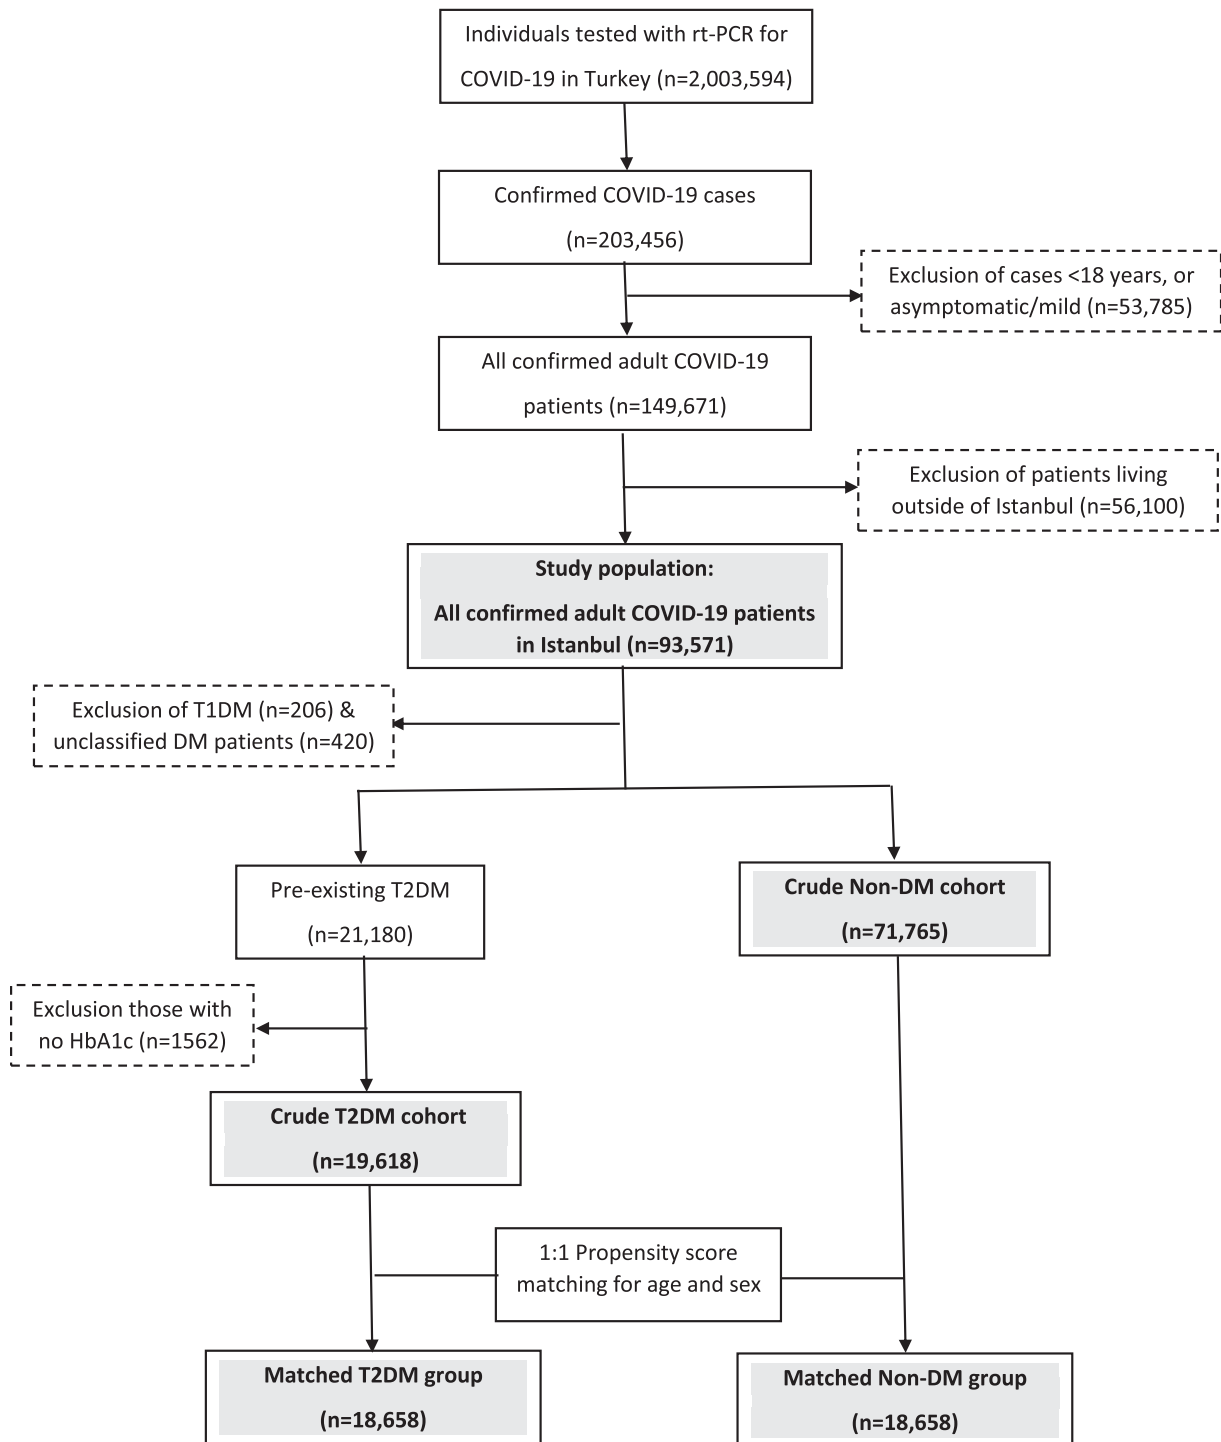 Individuals tested with rt-PCR for
COVID-19 in Turkey (n=2,003,594)
Confirmed COVID-19 cases
(n=203,456)
Exclusion of cases <18 years, or
asymptomatic/mild (n=53,785)
All confirmed adult COVID-19
patients (n=149,671)
Exclusion of patients living
outside of Istanbul (n=56,100)
Study population:
All confirmed adult COVID-19 patients
in Istanbul (n=93,571)
Exclusion of T1DM (n=206) &
unclassified DM patients (n=420)
Pre-existing T2DM
(n=21,180)
Crude Non-DM cohort
(n=71,765)
Exclusion those with
no HbA1c (n=1562)
Crude T2DM cohort
(n=19,618)
1:1 Propensity score
matching for age and sex
Matched T2DM group
(n=18,658)
Matched Non-DM group
(n=18,658)